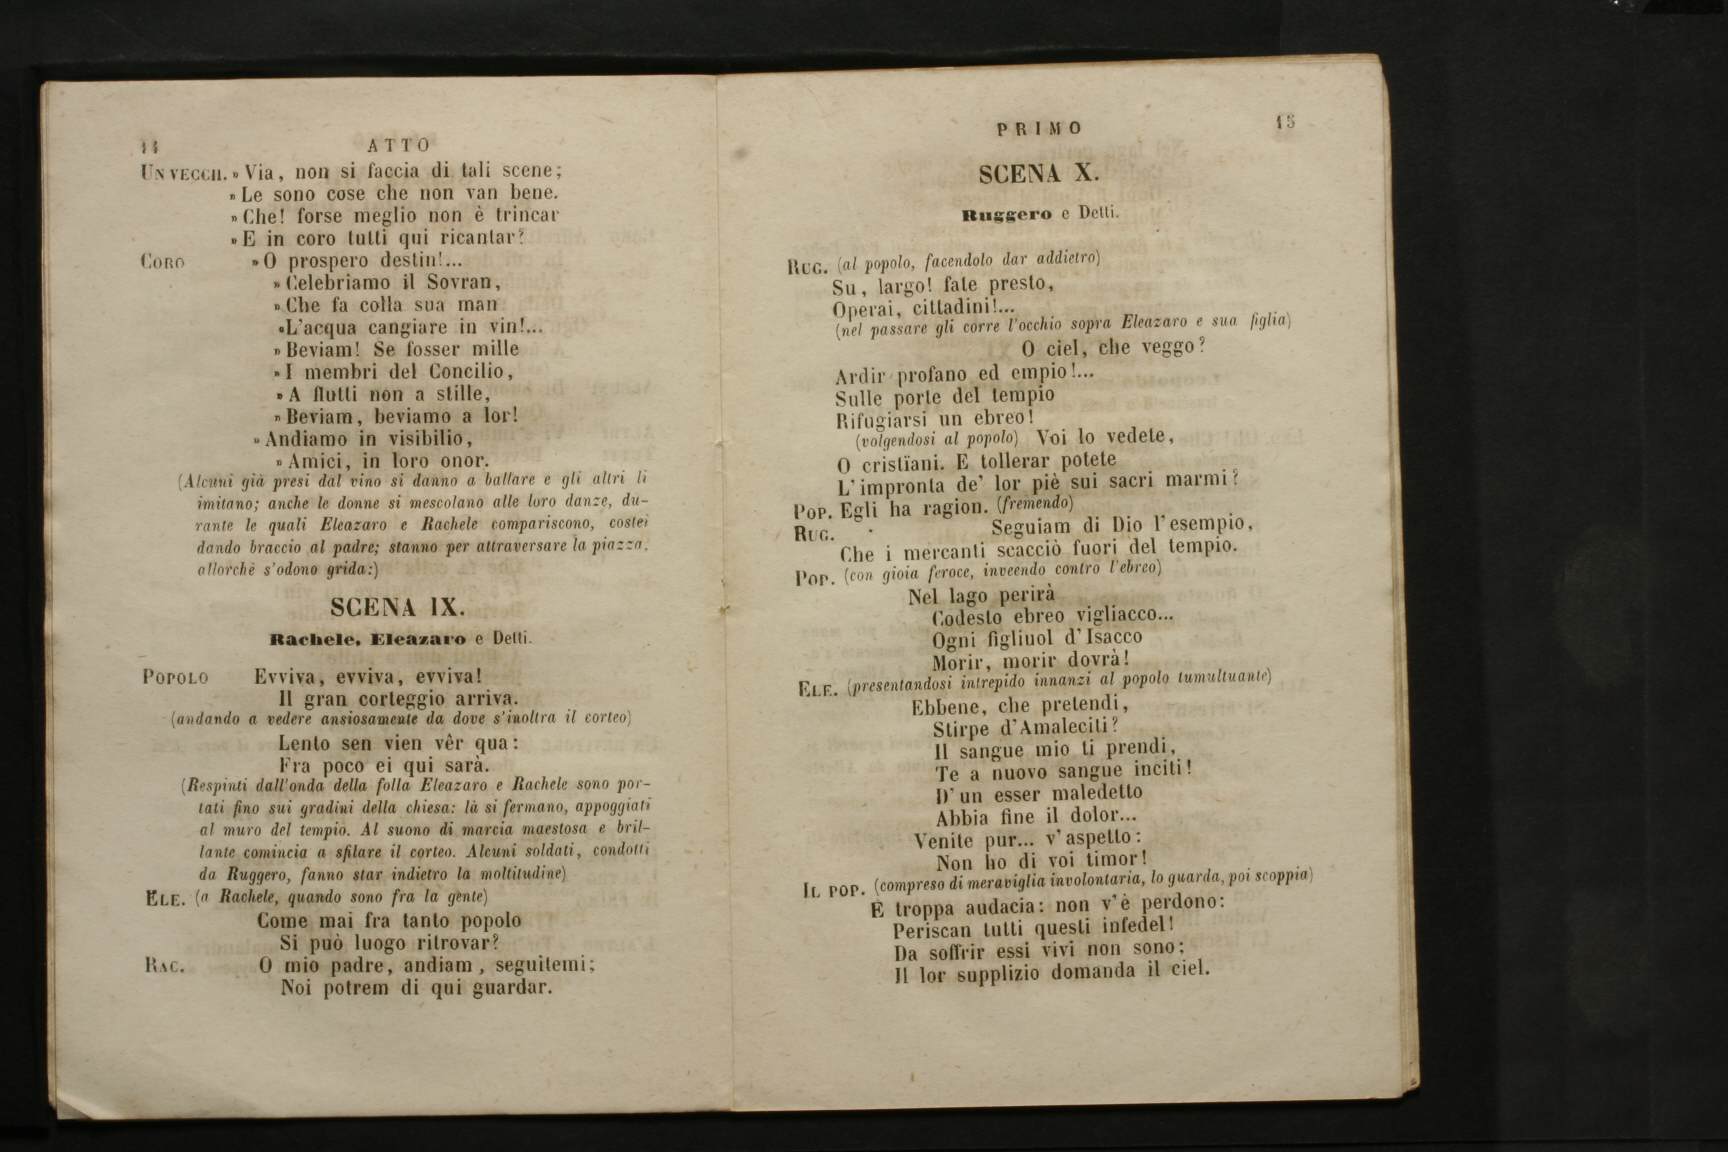 14
ATTO
UN VECCH. » Via, non si faccia di tali scene;
» Le sono cose che non van bene.
» Che! forse meglio non è trincar
» E in coro tutti qui ricantar?
CORO » O prospero destin!...
» Celebriamo il Sovran,
» Che fa colla sua man
» L'acqua cangiare in vin!...
» Beviam! Se fosser mille
» I membri del Concilio,
» A flutti non a stille,
» Beviam, beviamo a lor!
» Andiamo in visibilio,
» Amici, in loro onor.
(Alcuni già presi dal vino si danno a ballare e gli altri li
imitano; anche le donne si mescolano alle loro danze, du-
rante le quali Eleazaro e Rachele compariscono, costei
dando braccio al padre; stanno per attraversare la piazza,
allorchè s'odono grida:)
SCENA IX.
Rachele, Eleazaro e Detti.
POPOLO Evviva, evviva, evviva!
Il gran corteggio arriva.
(andando a vedere ansiosamente da dove s'inoltra il corteo)
Lento sen vien vêr qua:
Fra poco ei qui sarà.
(Respinti dall'onda della folla Eleazaro e Rachele sono por-
tati fino sui gradini della chiesa: là si fermano, appoggiati
al muro del tempio. Al suono di marcia maestosa e bril-
lante comincia a sfilare il corteo. Alcuni soldati, condotti
da Ruggero, fanno star indietro la moltitudine)
ELE. (a Rachele, quando sono fra la gente)
Come mai fra tanto popolo
Si può luogo ritrovar?
RAC. O mio padre, andiam, seguitemi;
Noi potrem di qui guardar.
PRIMO
15
SCENA X.
Ruggero e Detti.
RUG. (al popolo, facendolo dar addietro)
Su, largo! fate presto,
Operai, cittadini!...
(nel passare gli corre l'occhio sopra Eleazaro e sua figlia)
O ciel, che veggo?
Ardir profano ed empio!...
Sulle porte del tempio
Rifugiarsi un ebreo!
(volgendosi al popolo) Voi lo vedete,
O cristïani. E tollerar potete
L'impronta de' lor piè sui sacri marmi?
POP. Egli ha ragion. (fremendo)
RUG. Seguiam di Dio l'esempio,
Che i mercanti scacciò fuori del tempio.
POP. (con gioia feroce, inveendo contro l'ebreo)
Nel lago perirà
Codesto ebreo vigliacco...
Ogni figliuol d'Isacco
Morir, morir dovrà!
ELE. (presentandosi intrepido innanzi al popolo tumultuante)
Ebbene, che pretendi,
Stirpe d'Amaleciti?
Il sangue mio ti prendi,
Te a nuovo sangue inciti!
D'un esser maledetto
Abbia fine il dolor...
Venite pur... v'aspetto:
Non ho di voi timor!
IL POP. (compreso di meraviglia involontaria, lo guarda, poi scoppia)
È troppa audacia: non v'è perdono:
Periscan tutti questi infedel!
Da soffrir essi vivi non sono;
Il lor supplizio domanda il ciel.